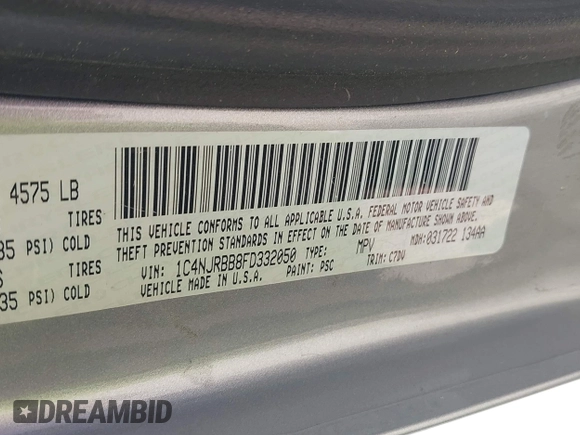 4575 LB
TIRES
35 PSI) COLD
TIRES
35 PSI) COLD
THIS VEHICLE CONFORMS TO ALL APPLICABLE U.S.A. FEDERAL MOTOR VEHICLE SAFETY AND
THEFT PREVENTION STANDARDS IN EFFECT ON THE DATE OF MANUFACTURE SHOWN ABOVE.
VIN: 1C4NJRBB8FD332050 TYPE: MPV MDH: 031722 134AA
VEHICLE MADE IN U.S.A. PAINT: PSC TRIM: C7DV
DREAMBID